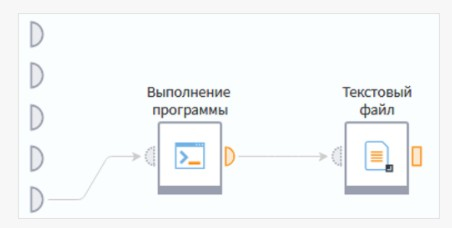 Выполнение
программы
Текстовый
файл